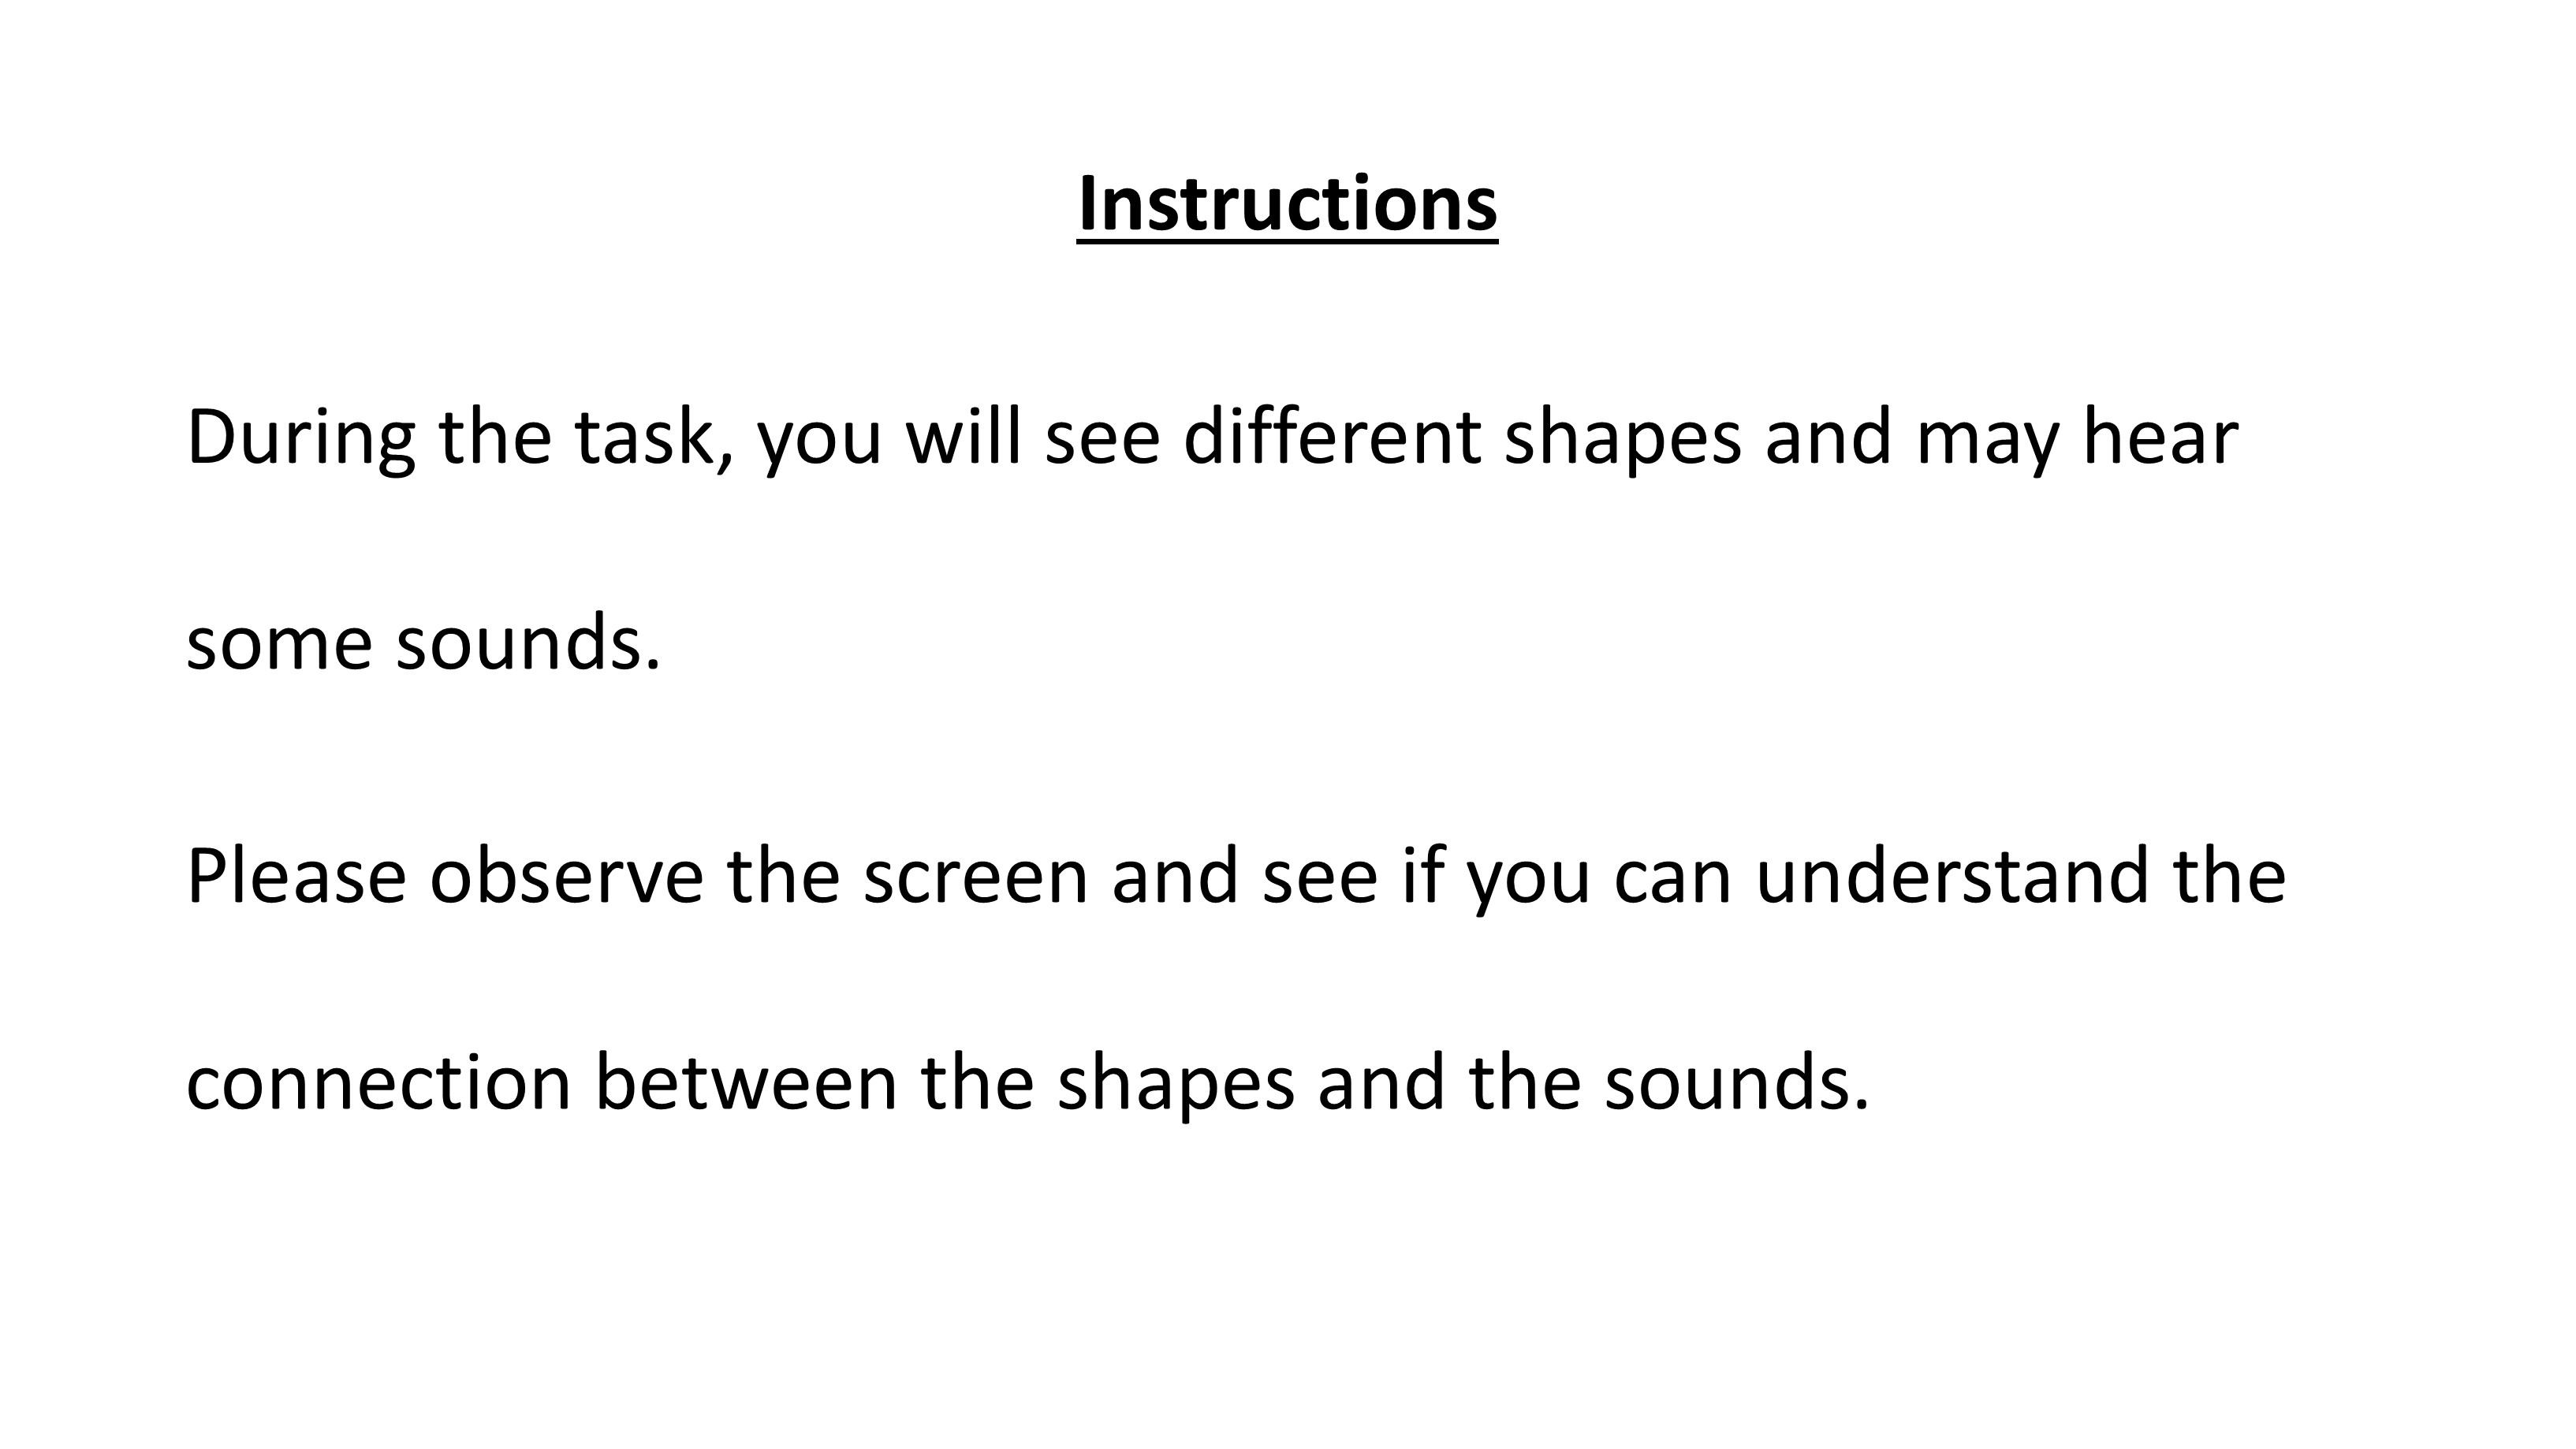 Instructions
During the task, you will see different shapes and may hear
some sounds.
Please observe the screen and see if you can understand the
connection between the shapes and the sounds.